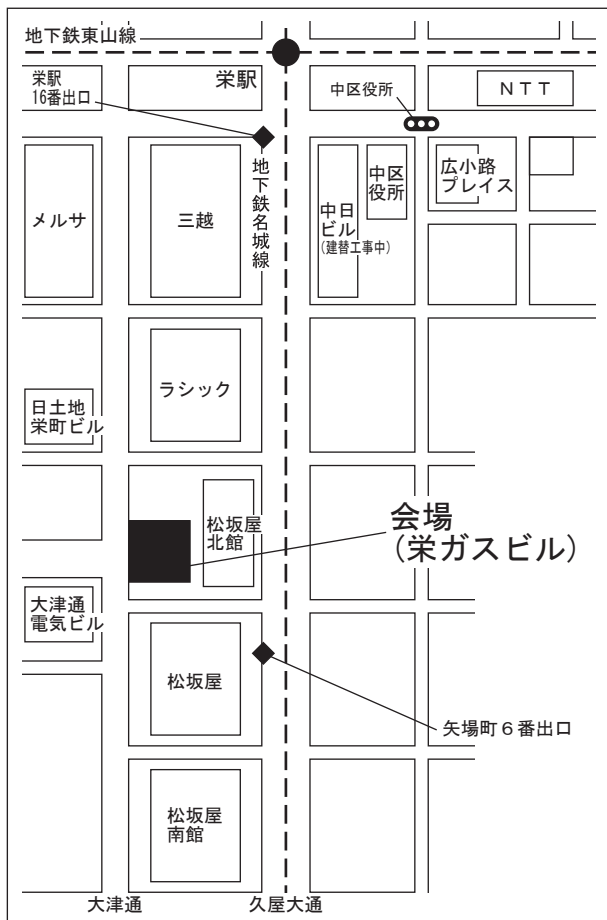 地下鉄東山線
栄駅
16番出口
栄駅
中区役所
ＮＴＴ
メルサ
三越
地下鉄名城線
中日
ビル
(建替工事中)
中区
役所
広小路
プレイス
ラシック
日土地
栄町ビル
松坂屋
北館
会場
(栄ガスビル)
大津通
電気ビル
松坂屋
矢場町６番出口
松坂屋
南館
大津通
久屋大通